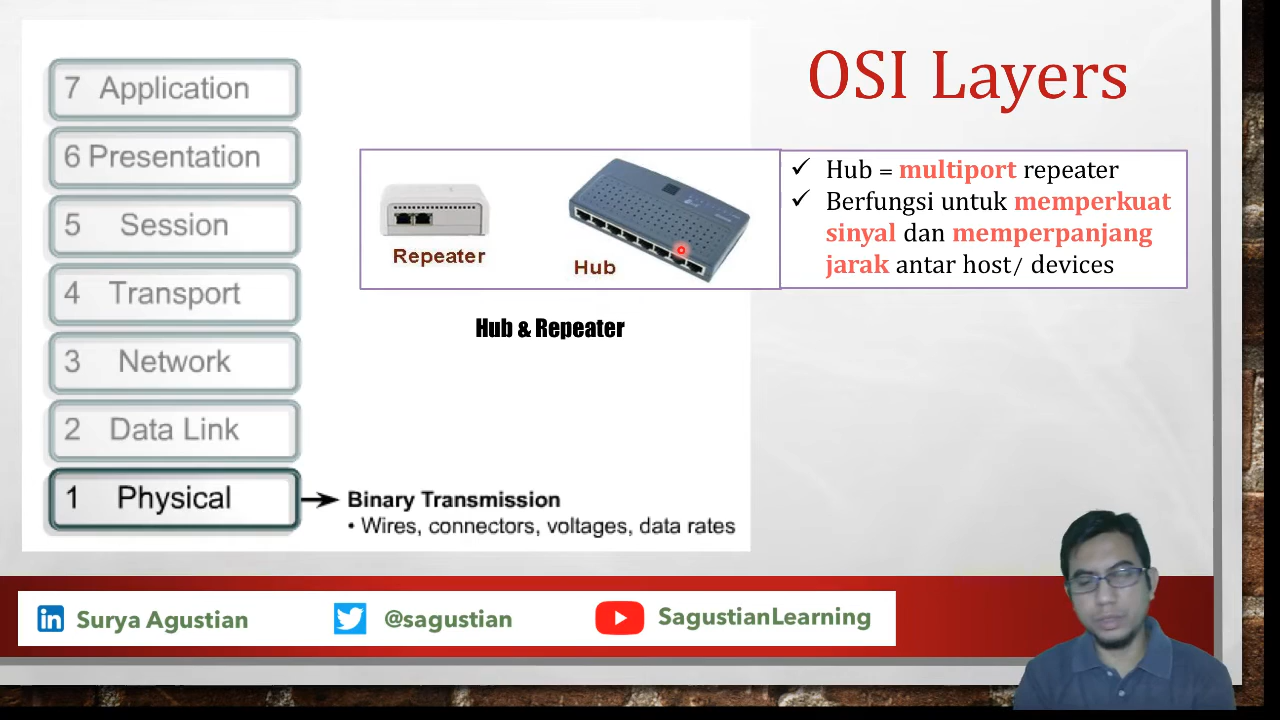 OSI Layers
7 Application
6 Presentation
5 Session
4 Transport
3 Network
2 Data Link
1 Physical
Repeater
Hub
Hub & Repeater
✓ Hub = multiport repeater
✓ Berfungsi untuk memperkuat
sinyal dan memperpanjang
jarak antar host/ devices
Binary Transmission
• Wires, connectors, voltages, data rates
in Surya Agustian
@sagustian
SagustianLearning